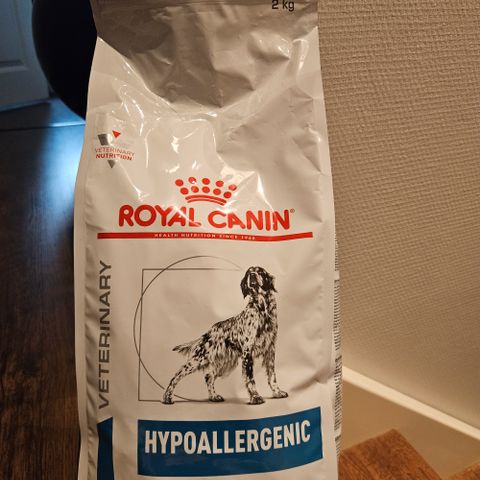 2 kg
VETERINARY
NUTRITION
ROYAL CANIN®
HEALTH NUTRITION SINCE 1968
VETERINARY
HYPOALLERGENIC